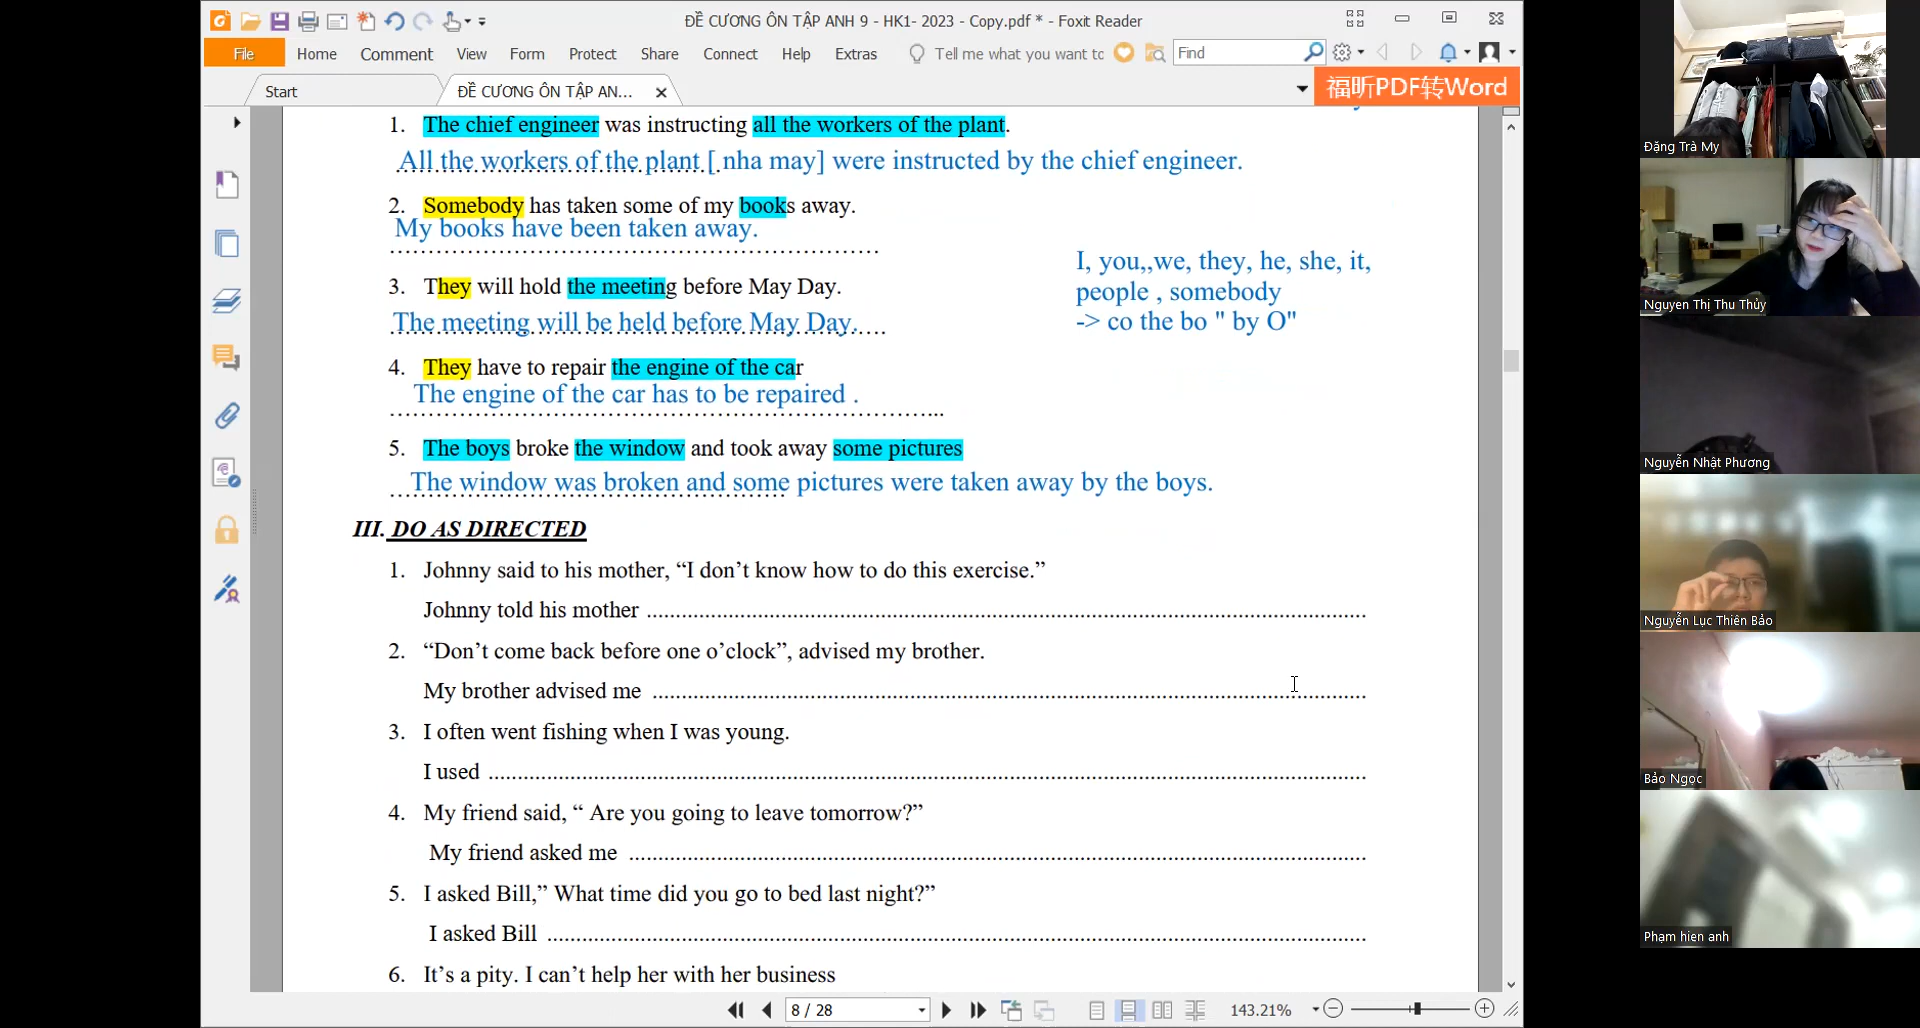 ĐỀ CƯƠNG ÔN TẬP ANH 9 - HK1- 2023 - Copy.pdf * - Foxit Reader
File Home Comment View Form Protect Share Connect Help Extras Tell me what you want to Find
Start ĐỀ CƯƠNG ÔN TẬP AN...
福昕PDF转Word
1. The chief engineer was instructing all the workers of the plant.
All the workers of the plant [ nha may] were instructed by the chief engineer.
2. Somebody has taken some of my books away.
My books have been taken away.
I, you,,we, they, he, she, it,
people , somebody
-> co the bo " by O"
3. They will hold the meeting before May Day.
The meeting will be held before May Day.
4. They have to repair the engine of the car
The engine of the car has to be repaired .
5. The boys broke the window and took away some pictures
The window was broken and some pictures were taken away by the boys.
III. DO AS DIRECTED
1. Johnny said to his mother, “I don’t know how to do this exercise.”
Johnny told his mother ..........
2. “Don’t come back before one o’clock”, advised my brother.
My brother advised me ..........
3. I often went fishing when I was young.
I used ..........
4. My friend said, “ Are you going to leave tomorrow?”
My friend asked me ..........
5. I asked Bill,” What time did you go to bed last night?”
I asked Bill ..........
6. It’s a pity. I can’t help her with her business
8 / 28
143.21%
Đặng Trà My
Nguyen Thị Thu Thủy
Nguyễn Nhật Phương
Nguyễn Lục Thiên Bảo
Bảo Ngọc
Phạm hien anh